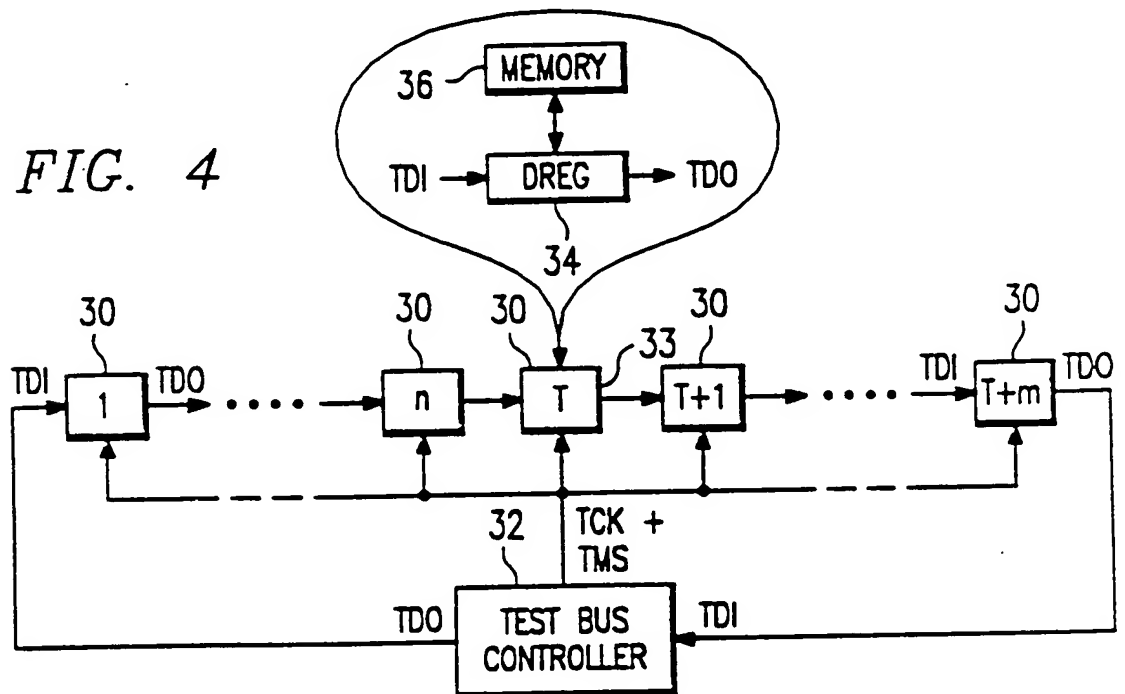 FIG. 4
36 MEMORY
TDI DREG TDO
34
30 30 30 33 30 30
TDI 1 TDO n T T+1 TDI T+m TDO
32 TCK +
TMS
TDO TEST BUS TDI
CONTROLLER